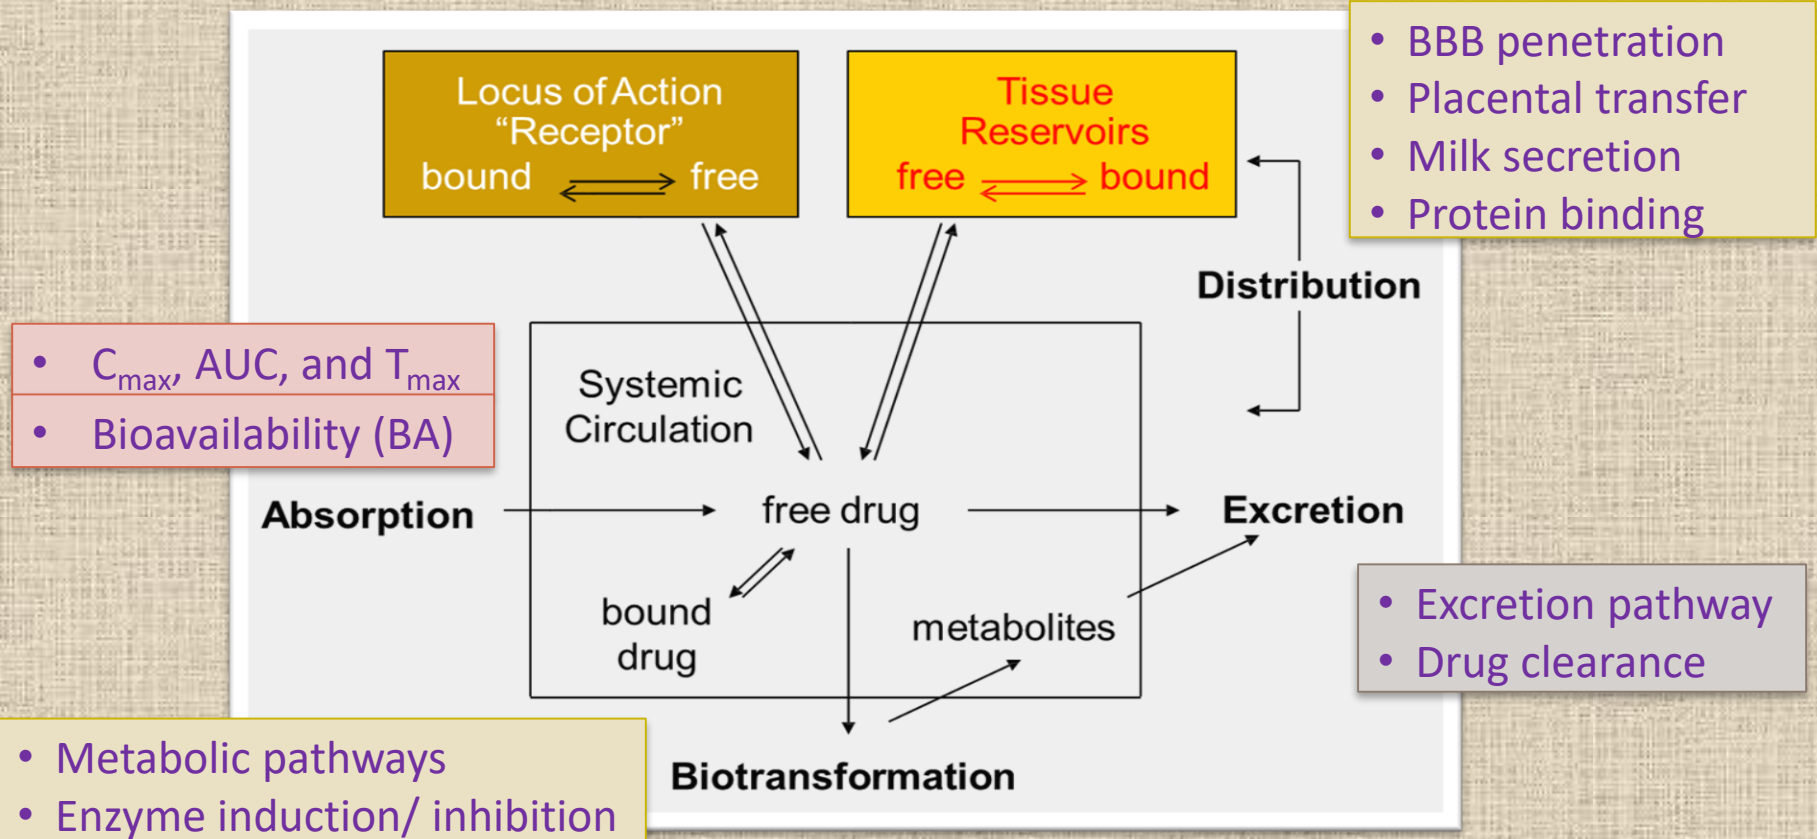 Locus of Action
“Receptor”
bound free
Tissue
Reservoirs
free bound
• BBB penetration
• Placental transfer
• Milk secretion
• Protein binding
Distribution
• Cmax, AUC, and Tmax
• Bioavailability (BA)
Systemic
Circulation
Absorption
free drug
Excretion
bound
drug
metabolites
• Excretion pathway
• Drug clearance
• Metabolic pathways
• Enzyme induction/ inhibition
Biotransformation